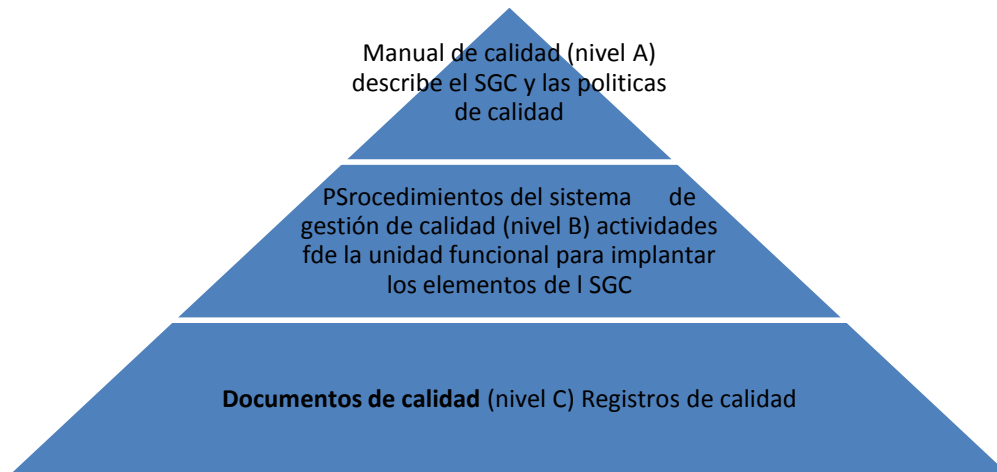 Manual de calidad (nivel A)
describe el SGC y las politicas
de calidad
PSrocedimientos del sistema de
gestión de calidad (nivel B) actividades
fde la unidad funcional para implantar
los elementos de l SGC
Documentos de calidad (nivel C) Registros de calidad